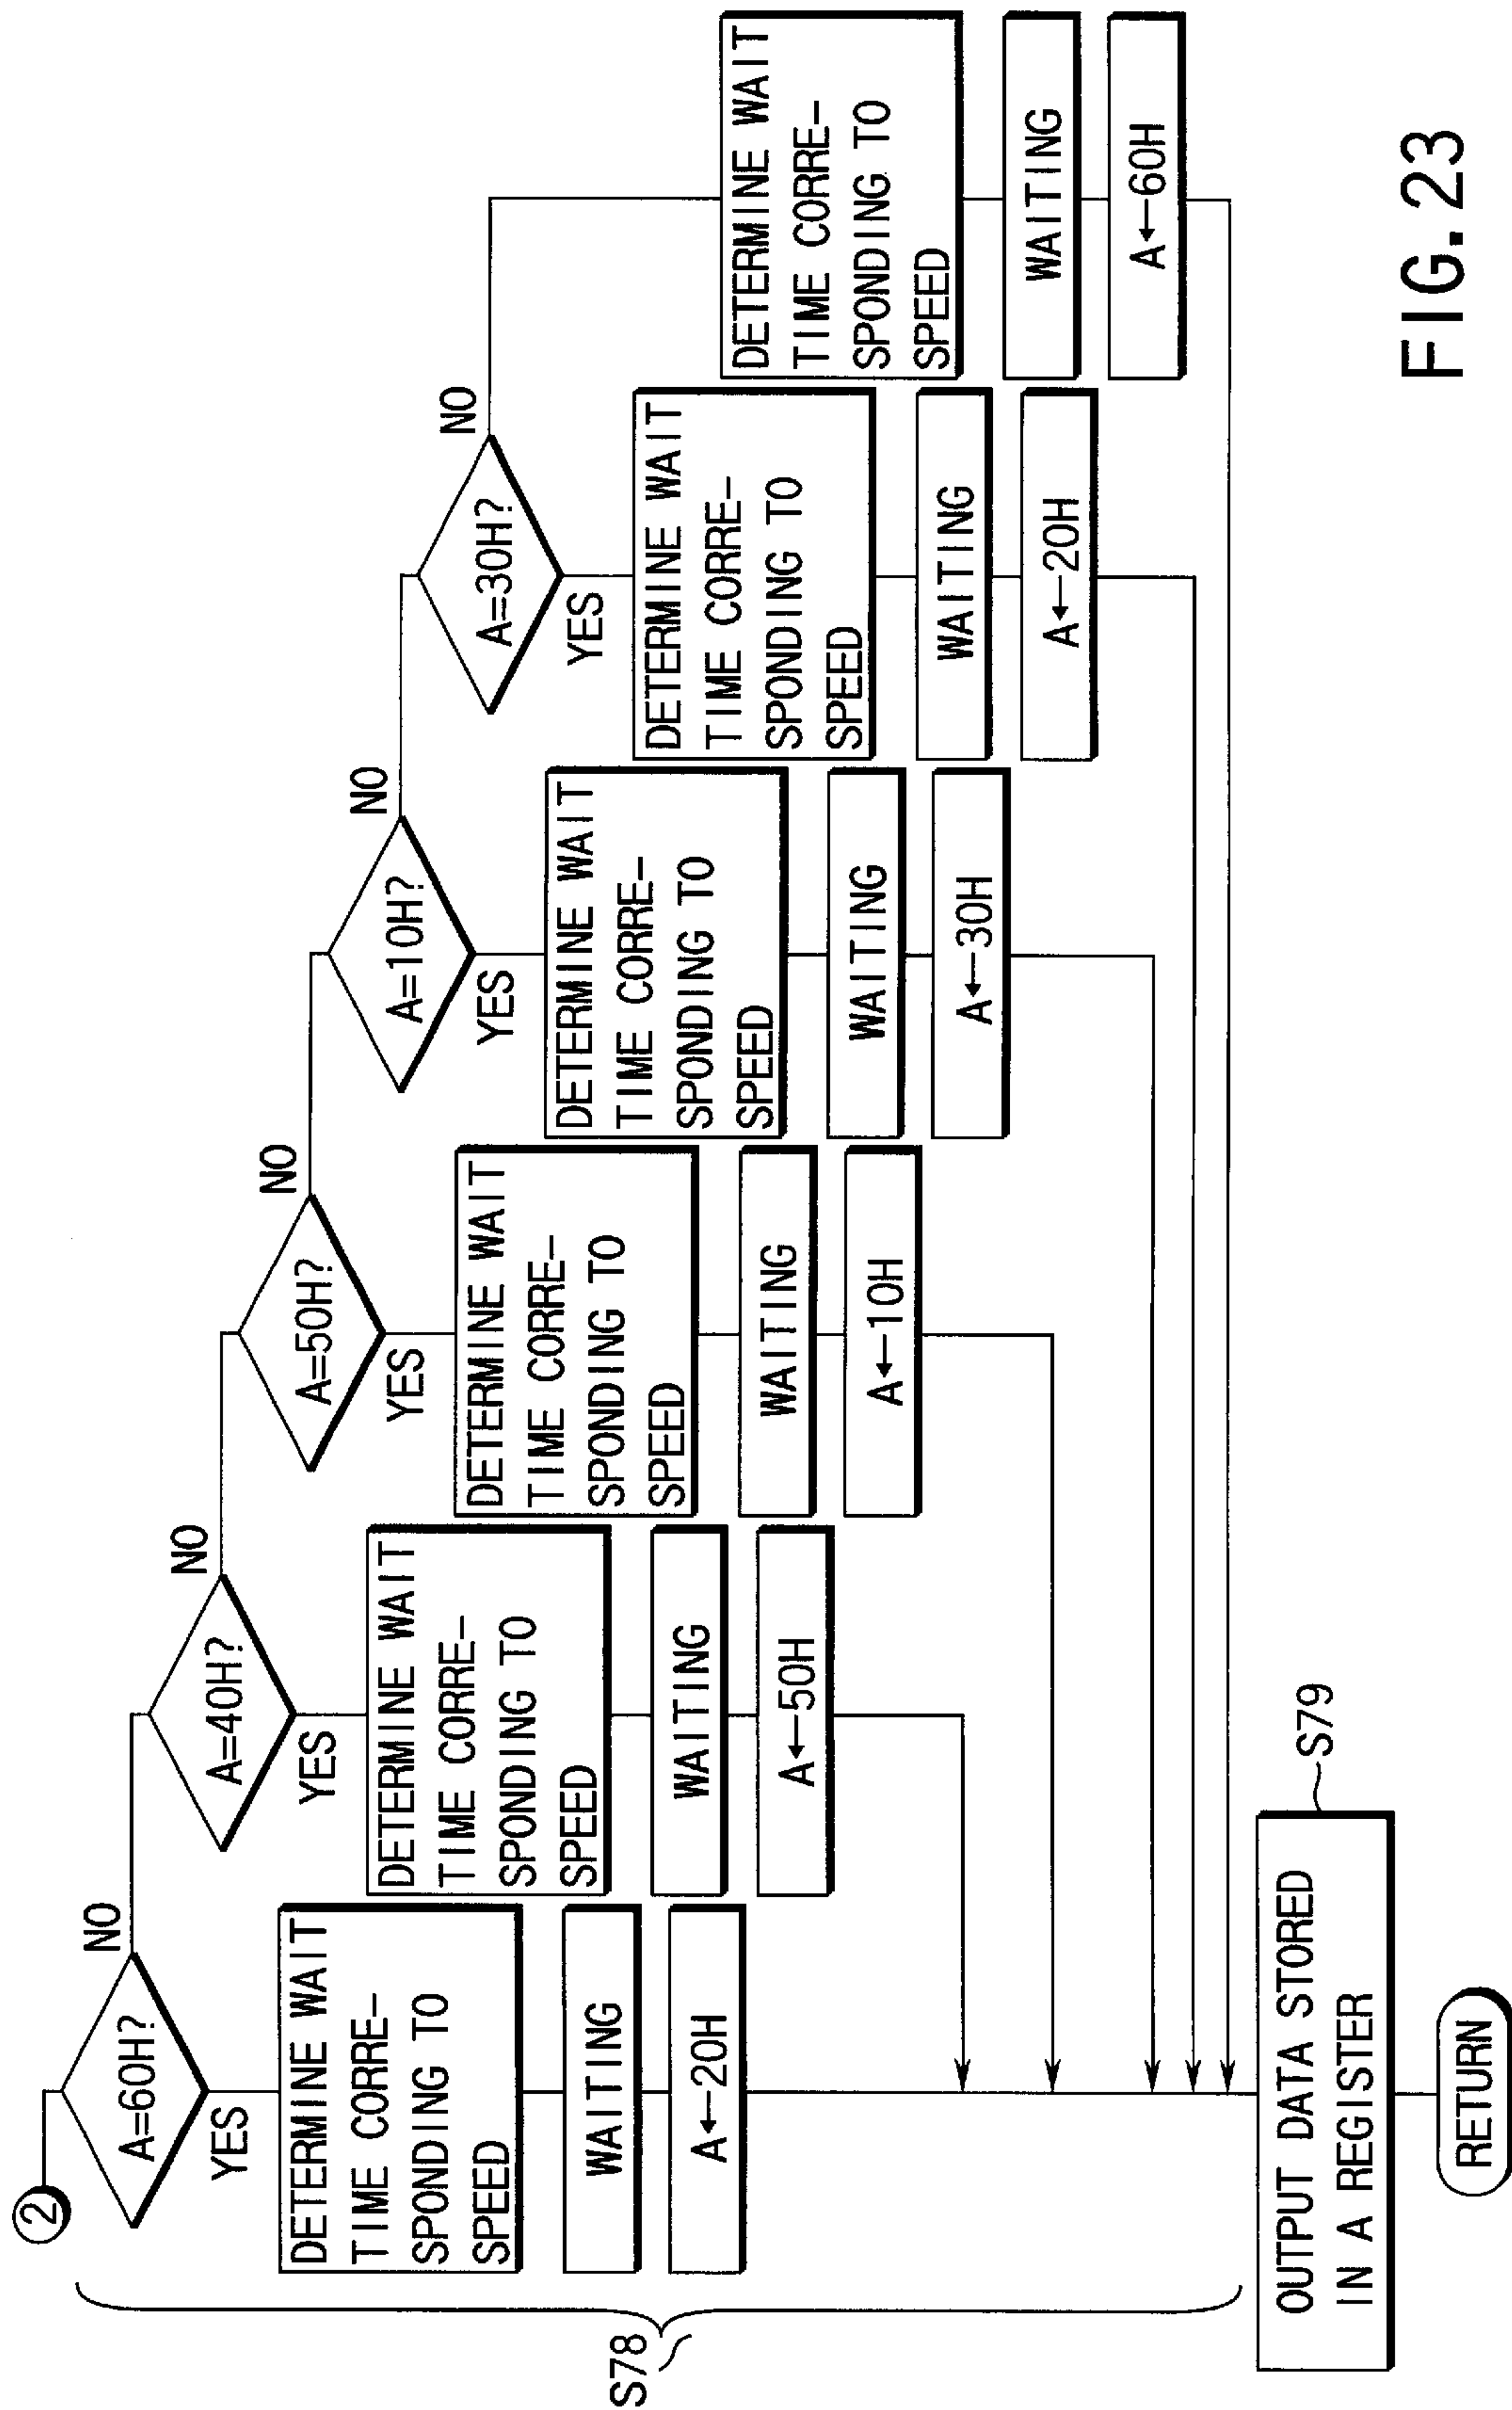 2
A=60H?
NO
YES
DETERMINE WAIT
TIME CORRE–
SPONDING TO
SPEED
WAITING
A←20H
A=40H?
NO
YES
DETERMINE WAIT
TIME CORRE–
SPONDING TO
SPEED
WAITING
A←50H
A=50H?
NO
YES
DETERMINE WAIT
TIME CORRE–
SPONDING TO
SPEED
WAITING
A←10H
A=10H?
NO
YES
DETERMINE WAIT
TIME CORRE–
SPONDING TO
SPEED
WAITING
A←30H
A=30H?
NO
YES
DETERMINE WAIT
TIME CORRE–
SPONDING TO
SPEED
WAITING
A←20H
DETERMINE WAIT
TIME CORRE–
SPONDING TO
SPEED
WAITING
A←60H
S78
OUTPUT DATA STORED
IN A REGISTER
S79
RETURN
FIG.23